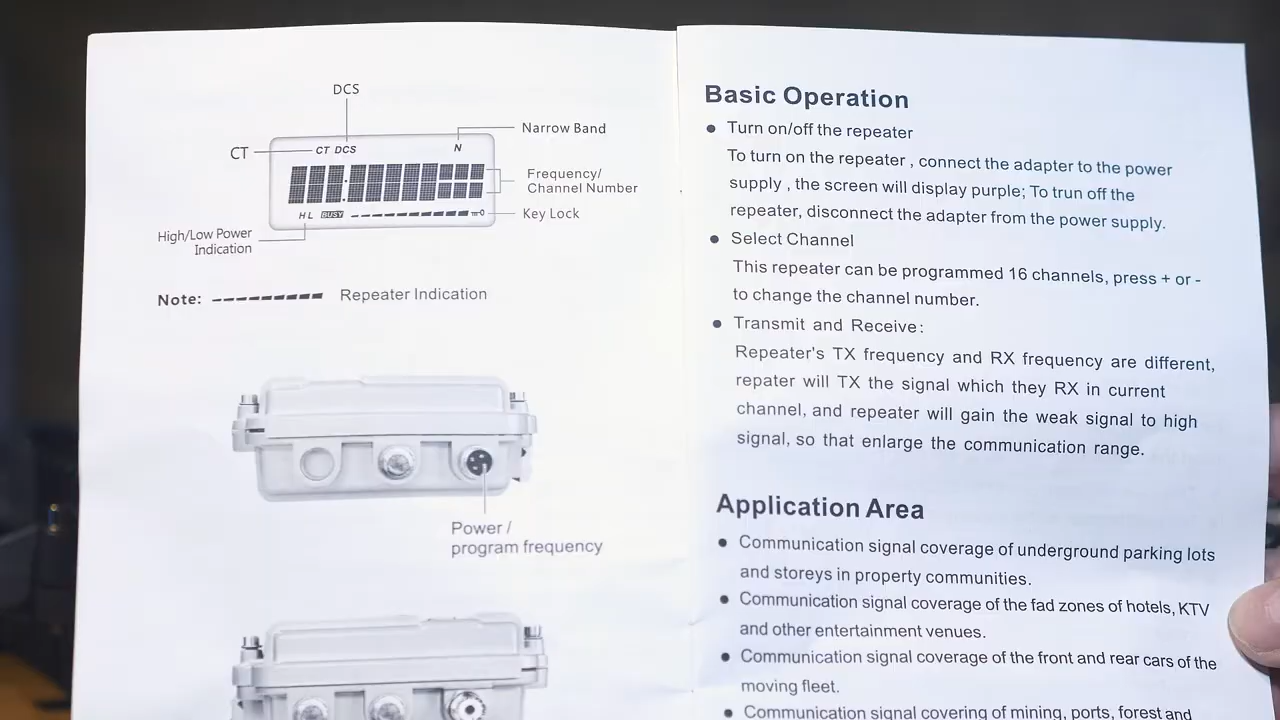 DCS
CT
CT DCS
N
Narrow Band
Frequency/
Channel Number
H L BUSY
Key Lock
High/Low Power
Indication
Note:
Repeater Indication
Power /
program frequency
Basic Operation
● Turn on/off the repeater
To turn on the repeater , connect the adapter to the power
supply , the screen will display purple; To trun off the
repeater, disconnect the adapter from the power supply.
● Select Channel
This repeater can be programmed 16 channels, press + or -
to change the channel number.
● Transmit and Receive:
Repeater's TX frequency and RX frequency are different,
repater will TX the signal which they RX in current
channel, and repeater will gain the weak signal to high
signal, so that enlarge the communication range.
Application Area
● Communication signal coverage of underground parking lots
and storeys in property communities.
● Communication signal coverage of the fad zones of hotels, KTV
and other entertainment venues.
● Communication signal coverage of the front and rear cars of the
moving fleet.
● Communication signal covering of mining, ports, forest and